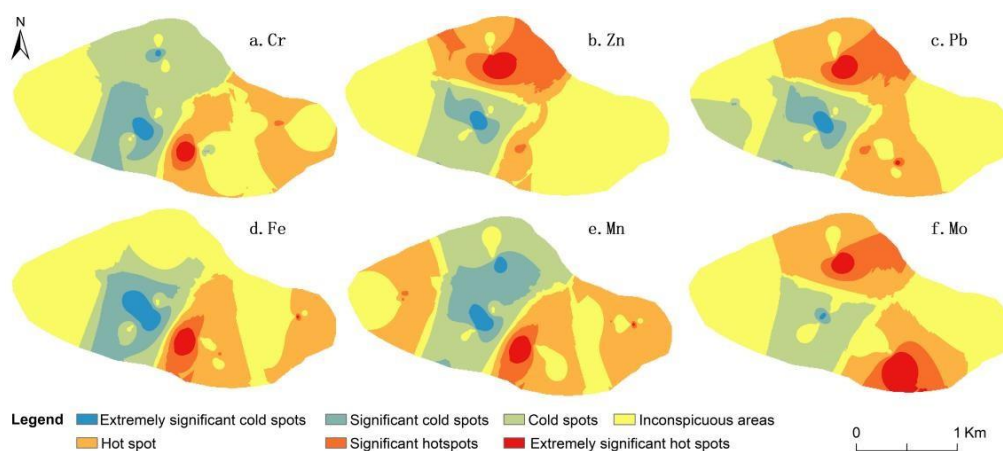 N
a. Cr
b. Zn
c. Pb
d. Fe
e. Mn
f. Mo
Legend
Extremely significant cold spots
Significant cold spots
Cold spots
Inconspicuous areas
Hot spot
Significant hotspots
Extremely significant hot spots
0 1 Km